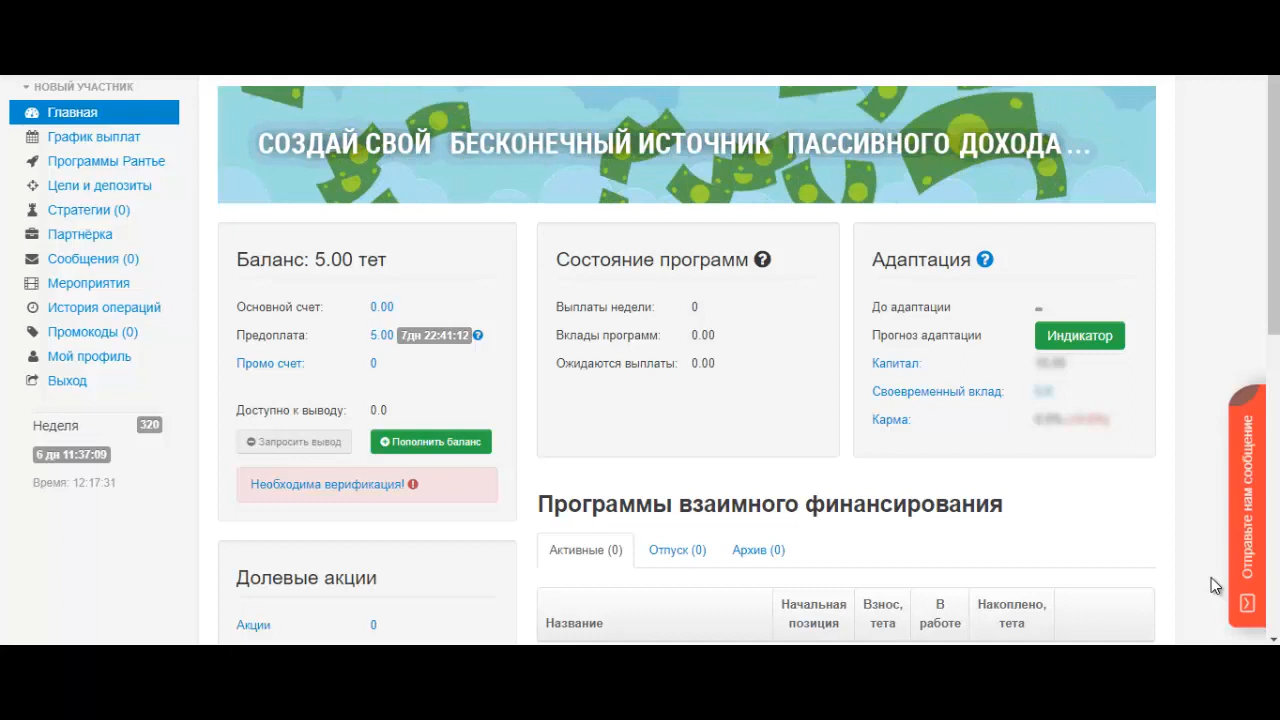 НОВЫЙ УЧАСТНИК
Главная
График выплат
Программы Рантье
Цели и депозиты
Стратегии (0)
Партнёрка
Сообщения (0)
Мероприятия
История операций
Промокоды (0)
Мой профиль
Выход
Неделя 320
6 дн 11:37:09
Время: 12:17:31
СОЗДАЙ СВОЙ БЕСКОНЕЧНЫЙ ИСТОЧНИК ПАССИВНОГО ДОХОДА ...
Баланс: 5.00 тет
Основной счет: 0.00
Предоплата: 5.00 7дн 22:41:12 ?
Промо счет: 0
Доступно к выводу: 0.0
Запросить вывод Пополнить баланс
Необходима верификация!
Долевые акции
Акции 0
Состояние программ ?
Выплаты недели: 0
Вклады программ: 0.00
Ожидаются выплаты: 0.00
Адаптация ?
До адаптации -
Прогноз адаптации Индикатор
Капитал:
Своевременный вклад:
Карма:
Программы взаимного финансирования
Активные (0) Отпуск (0) Архив (0)
Название
Начальная
позиция
Взнос,
тета
В
работе
Накоплено,
тета
Отправьте нам сообщение